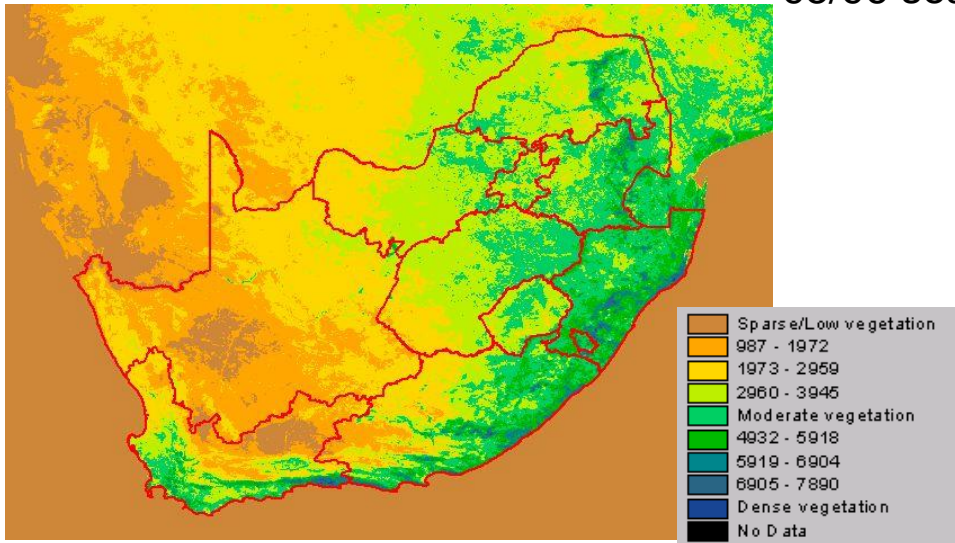 Sparse/Low vegetation
987 - 1972
1973 - 2959
2960 - 3945
Moderate vegetation
4932 - 5918
5919 - 6904
6905 - 7890
Dense vegetation
No Data